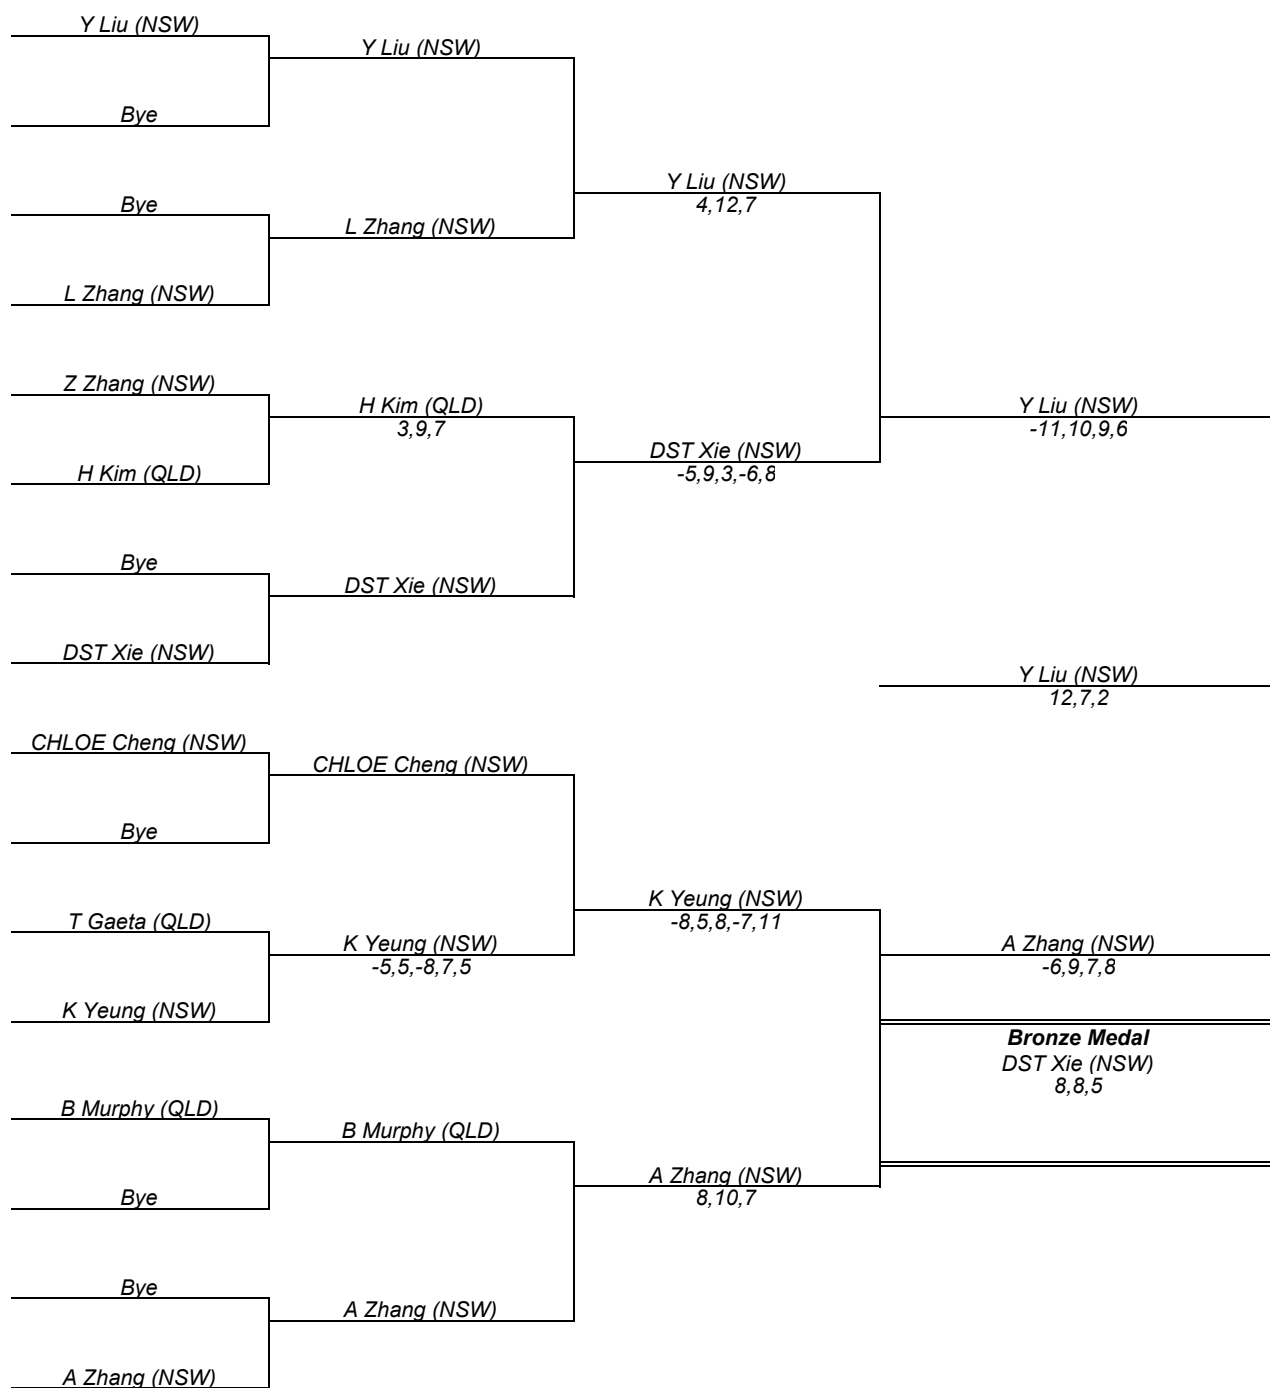 Y Liu (NSW)
Bye
Bye
L Zhang (NSW)
Z Zhang (NSW)
H Kim (QLD)
Bye
DST Xie (NSW)
CHLOE Cheng (NSW)
Bye
T Gaeta (QLD)
K Yeung (NSW)
B Murphy (QLD)
Bye
Bye
A Zhang (NSW)
Y Liu (NSW)
L Zhang (NSW)
H Kim (QLD)
3,9,7
DST Xie (NSW)
CHLOE Cheng (NSW)
K Yeung (NSW)
-5,5,-8,7,5
B Murphy (QLD)
A Zhang (NSW)
Y Liu (NSW)
4,12,7
DST Xie (NSW)
-5,9,3,-6,8
K Yeung (NSW)
-8,5,8,-7,11
A Zhang (NSW)
8,10,7
Y Liu (NSW)
-11,10,9,6
Y Liu (NSW)
12,7,2
A Zhang (NSW)
-6,9,7,8
Bronze Medal
DST Xie (NSW)
8,8,5